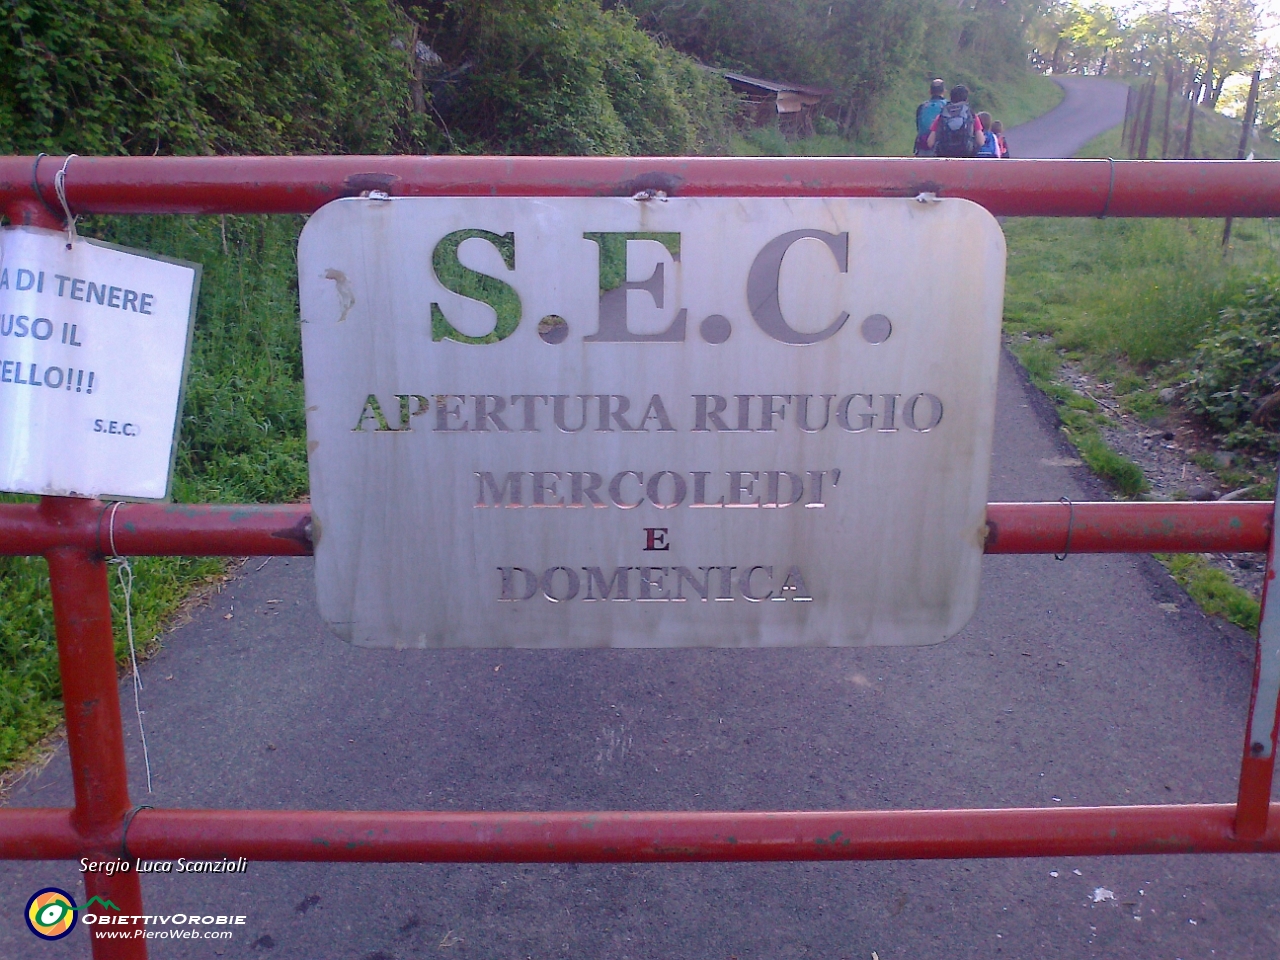 A DI TENERE
USO IL
ELLO!!!
S.E.C.
S.E.C.
APERTURA RIFUGIO
MERCOLEDI'
E
DOMENICA
Sergio Luca Scanzioli
OBIETTIVOROBIE
www.PieroWeb.com